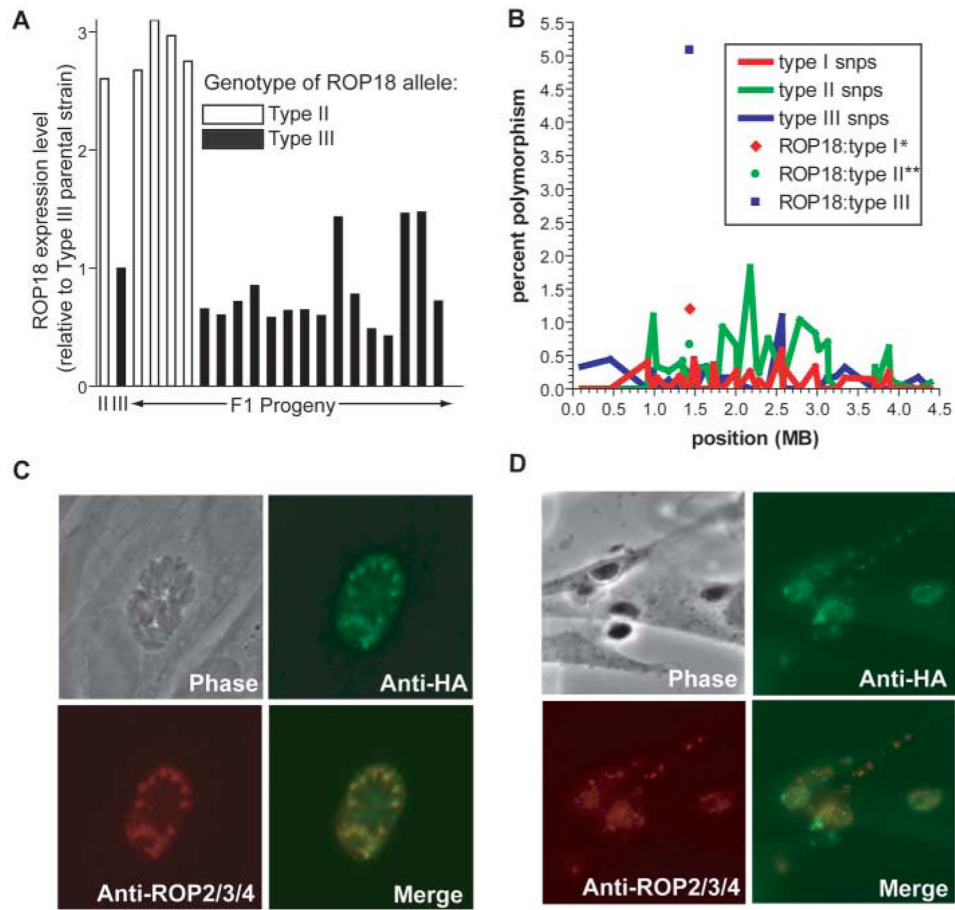 A
ROP18 expression level
(relative to Type III parental strain)
3
2
1
0
Genotype of ROP18 allele:
Type II
Type III
II III
F1 Progeny
B
percent polymorphism
5.5
5.0
4.5
4.0
3.5
3.0
2.5
2.0
1.5
1.0
0.5
0.0
type I snps
type II snps
type III snps
ROP18:type I*
ROP18:type II**
ROP18:type III
0.0 0.5 1.0 1.5 2.0 2.5 3.0 3.5 4.0 4.5
position (MB)
C
Phase
Anti-HA
Anti-ROP2/3/4
Merge
D
Phase
Anti-HA
Anti-ROP2/3/4
Merge